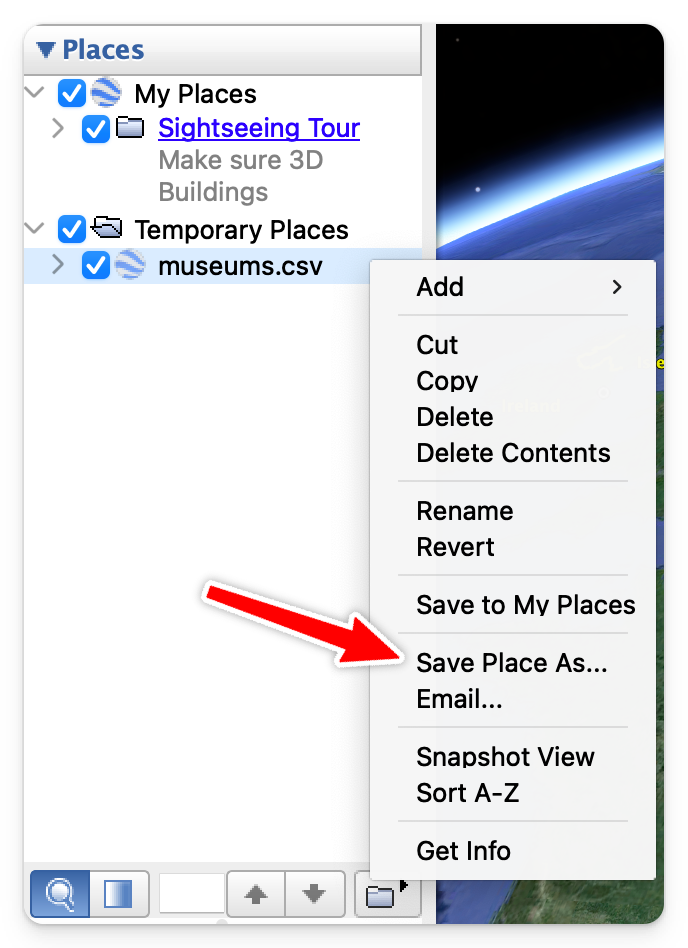 Places
My Places
Sightseeing Tour
Make sure 3D
Buildings
Temporary Places
museums.csv
Add
Cut
Copy
Delete
Delete Contents
Rename
Revert
Save to My Places
Save Place As...
Email...
Snapshot View
Sort A-Z
Get Info